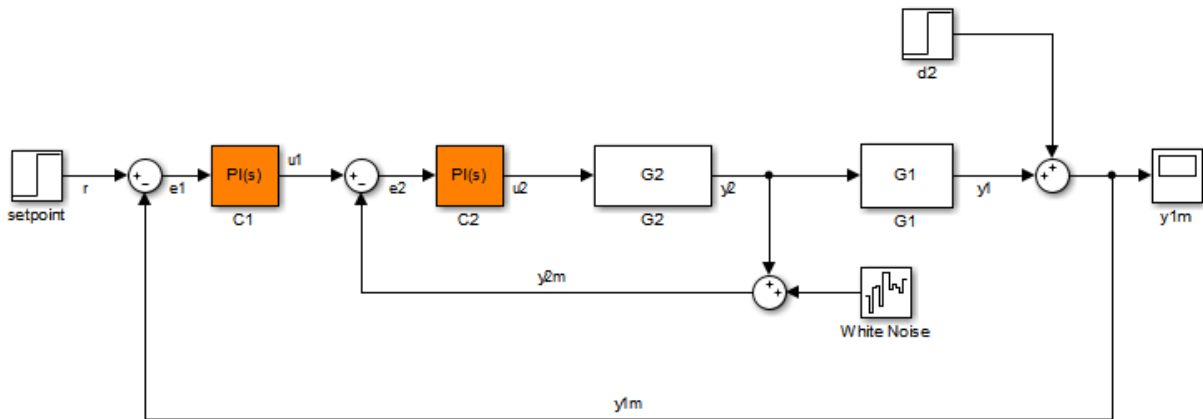 d2
setpoint
r
e1
PI(s)
C1
u1
e2
PI(s)
C2
u2
G2
G2
y2
G1
G1
y1
y1m
y2m
White Noise
y1m